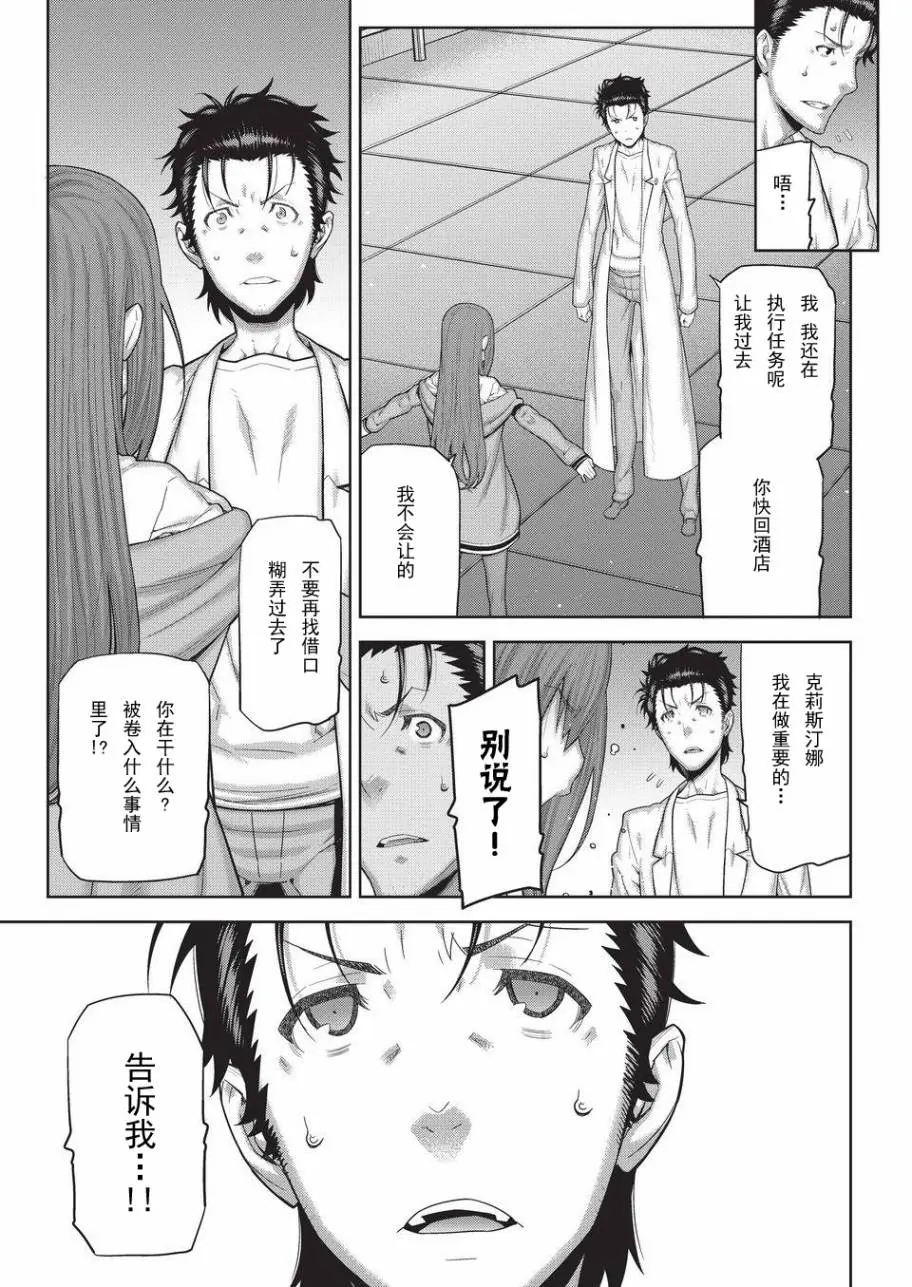 唔…
我 我还在
执行任务呢
让我过去
你快回酒店
我不会让的
克莉斯汀娜
我在做重要的…
别说了！
不要再找借口
糊弄过去了
你在干什么？
被卷入什么事情
里了!?
告诉我…!!